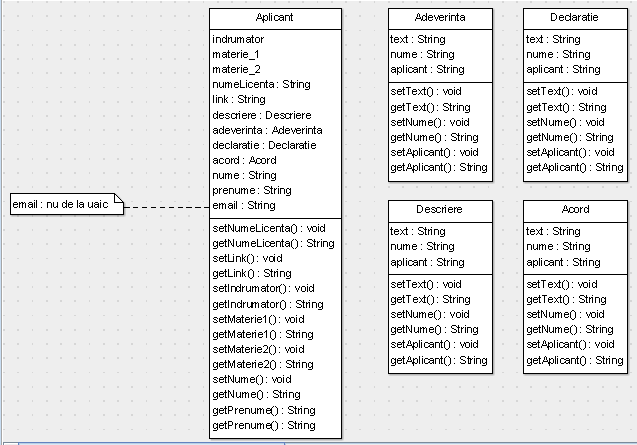 Aplicant
indrumator
materie_1
materie_2
numeLicenta : String
link : String
descriere : Descriere
adeverinta : Adeverinta
declaratie : Declaratie
acord : Acord
nume : String
prenume : String
email : String
setNumeLicenta() : void
getNumeLicenta() : String
setLink() : void
getLink() : String
setIndrumator() : void
getIndrumator() : String
setMaterie1() : void
getMaterie1() : String
setMaterie2() : void
getMaterie2() : String
setNume() : void
getNume() : String
getPrenume() : String
getPrenume() : String
email : nu de la uaic
Adeverinta
text : String
nume : String
aplicant : String
setText() : void
getText() : String
setNume() : void
getNume() : String
setAplicant() : void
getAplicant() : String
Declaratie
text : String
nume : String
aplicant : String
setText() : void
getText() : String
setNume() : void
getNume() : String
setAplicant() : void
getAplicant() : String
Descriere
text : String
nume : String
aplicant : String
setText() : void
getText() : String
setNume() : void
getNume() : String
setAplicant() : void
getAplicant() : String
Acord
text : String
nume : String
aplicant : String
setText() : void
getText() : String
setNume() : void
getNume() : String
setAplicant() : void
getAplicant() : String